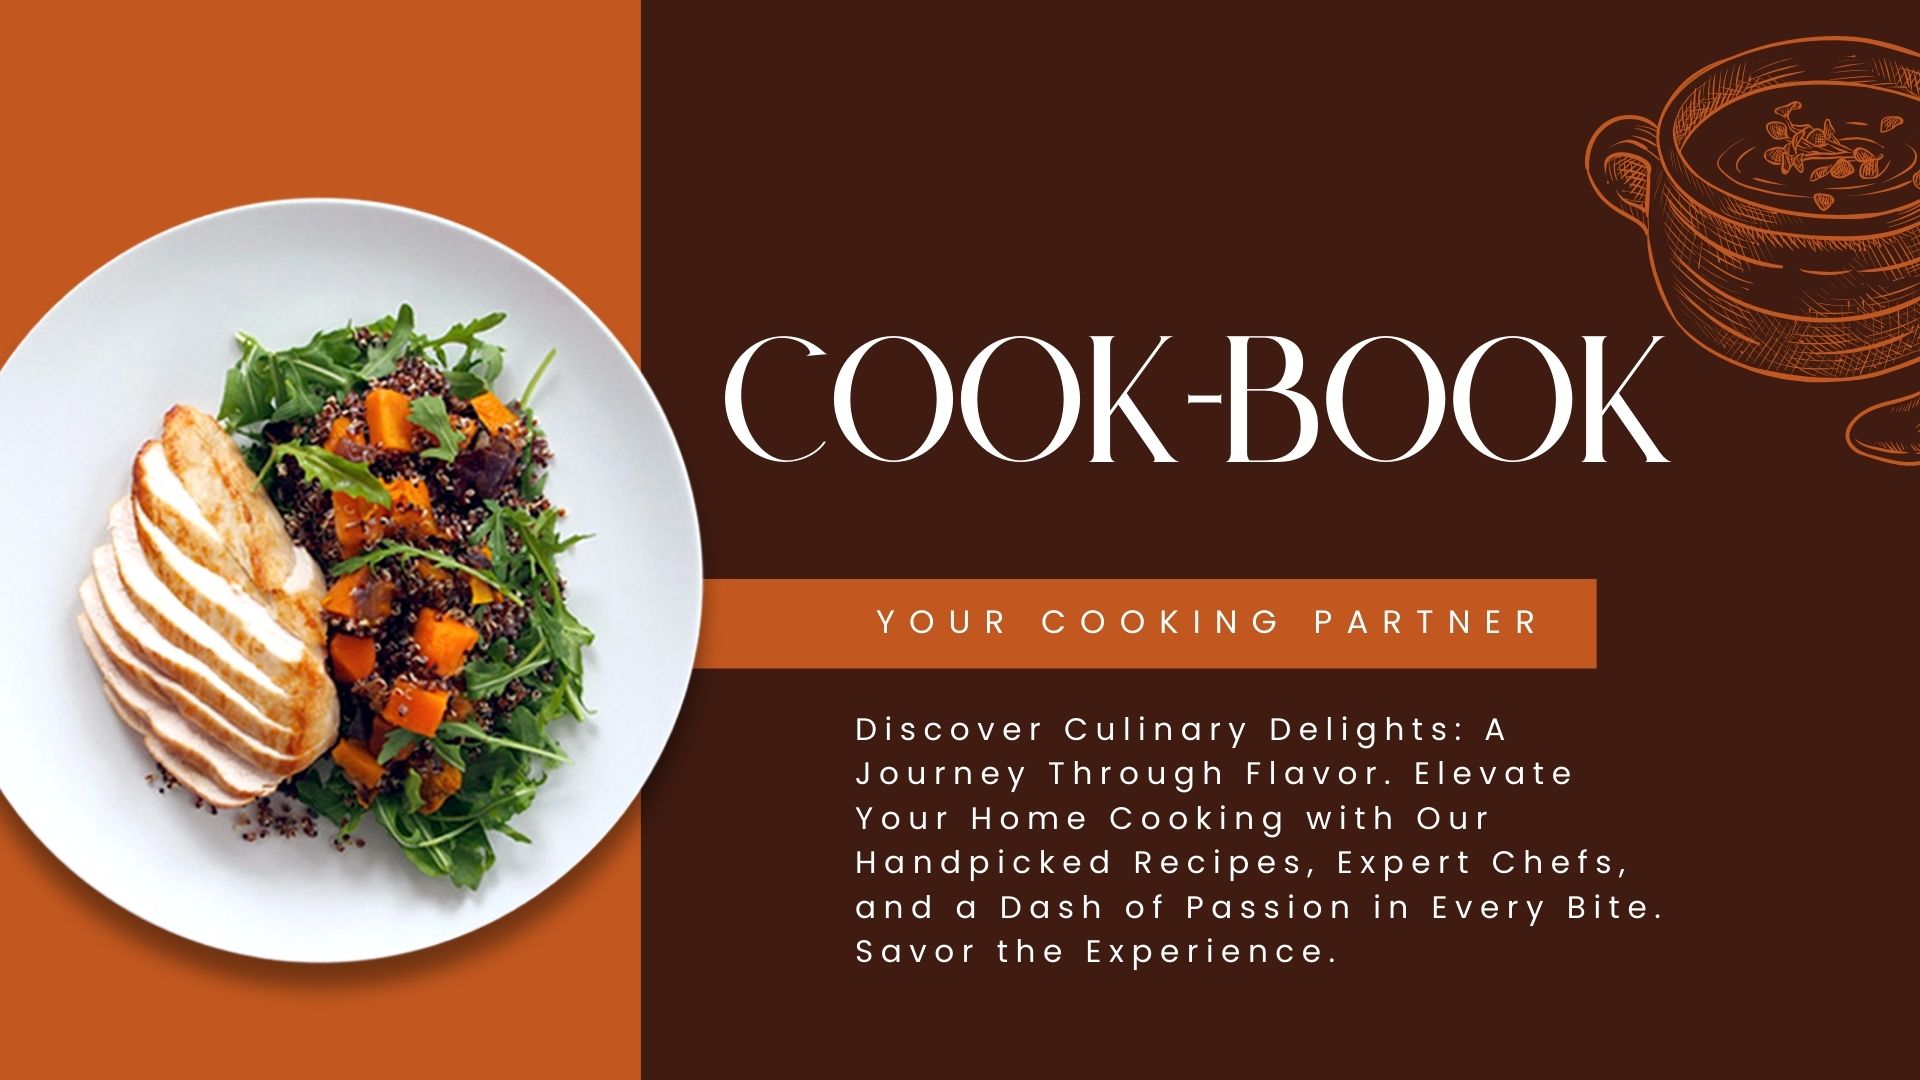 COOK-BOOK
YOUR COOKING PARTNER
Discover Culinary Delights: A
Journey Through Flavor. Elevate
Your Home Cooking with Our
Handpicked Recipes, Expert Chefs,
and a Dash of Passion in Every Bite.
Savor the Experience.